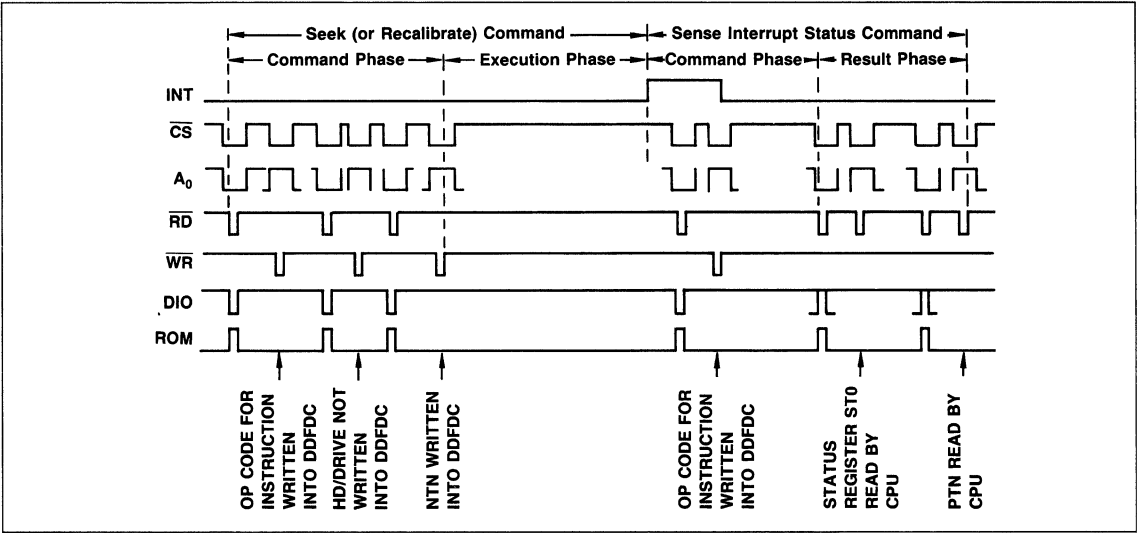 Seek (or Recalibrate) Command
Sense Interrupt Status Command
Command Phase
Execution Phase
Command Phase
Result Phase
INT
CS
A0
RD
WR
DIO
ROM
OP CODE FOR
INSTRUCTION
WRITTEN
INTO DDFDC
HD/DRIVE NOT
WRITTEN
INTO DDFDC
NTN WRITTEN
INTO DDFDC
OP CODE FOR
INSTRUCTION
WRITTEN
INTO DDFDC
STATUS
REGISTER ST0
READ BY
CPU
PTN READ BY
CPU